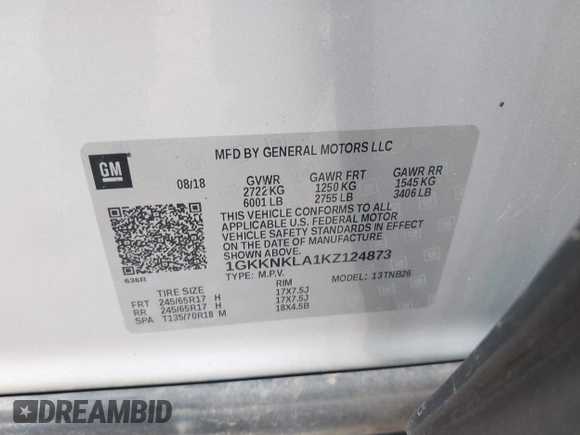 MFD BY GENERAL MOTORS LLC
GM
08/18 GVWR GAWR FRT GAWR RR
2722 KG 1250 KG 1545 KG
6001 LB 2755 LB 3406 LB
THIS VEHICLE CONFORMS TO ALL
APPLICABLE U.S. FEDERAL MOTOR
VEHICLE SAFETY STANDARDS IN EFFECT
ON THE DATE OF MANUFACTURE SHOWN ABOVE.
1GKKNKLA1KZ124873
636R TYPE: M.P.V. MODEL: 13TNB26
TIRE SIZE RIM
FRT 245/65R17 H 17X7.5J
RR 245/65R17 H 17X7.5J
SPA T135/70R18 M 18X4.5B
DREAMBID